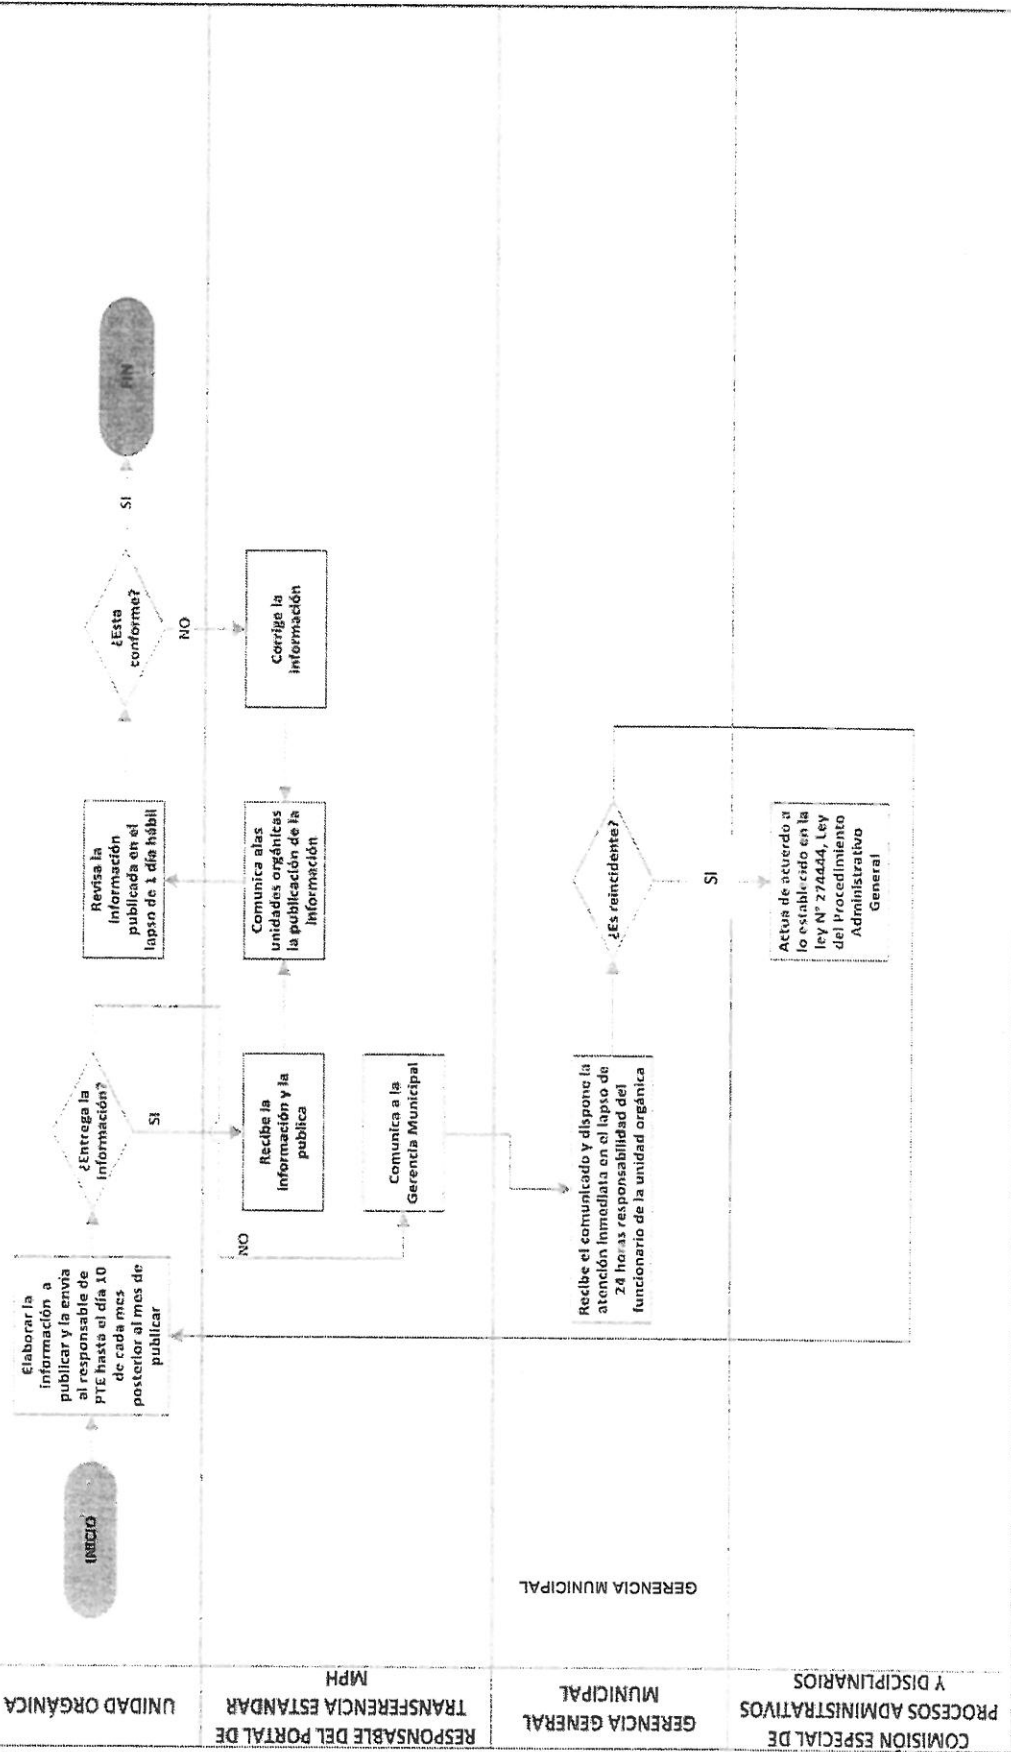 UNIDAD ORGÁNICA
INICIO
Elaborar la
información a
publicar y la envia
al responsable de
PTE hasta el día 10
de cada mes
posterior al mes de
publicar
¿Entrega la
Información?
SI
NO
Revisa la
Información
publicada en el
lapso de 1 día hábil
¿Esta
conforme?
SI
NO
FIN
RESPONSABLE DEL PORTAL DE
TRANSFERENCIA ESTANDAR
MPH
Recibe la
Información y la
publica
Comunica a la
Gerencia Municipal
Comunica alas
unidades orgánicas
la publicación de la
Información
Corrige la
Información
GERENCIA GENERAL
MUNICIPAL
GERENCIA MUNICIPAL
Recibe el comunicado y dispone la
atención inmediata en el lapso de
24 horas responsabilidad del
funcionario de la unidad orgánica
¿Es reincidente?
SI
COMISION ESPECIAL DE
PROCESOS ADMINISTRATIVOS
Y DISCIPLINARIOS
Actua de acuerdo a
lo establecido en la
ley N° 274444, Ley
del Procedimiento
Administrativo
General